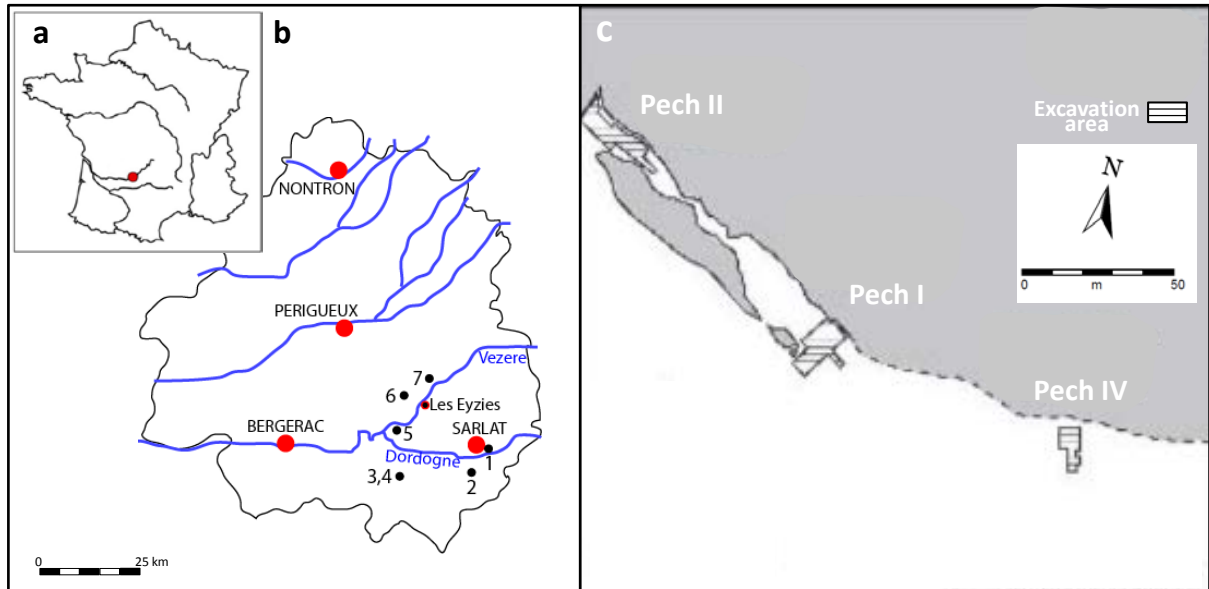 a
b
NONTRON
PERIGUEUX
Vezere
7
6
Les Eyzies
BERGERAC
5
SARLAT
Dordogne
1
3,4
2
0
25 km
c
Pech II
Excavation
area
N
0
m
50
Pech I
Pech IV